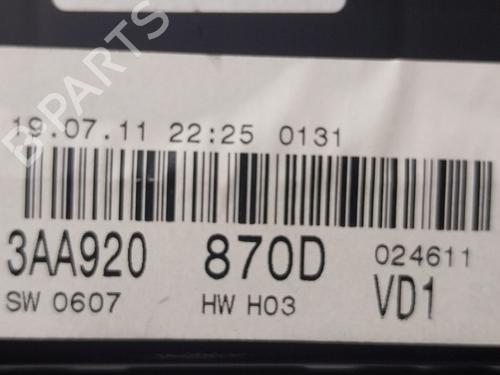 B-PARTS
19.07.11 22:25 0131
3AA920 870D 024611
SW 0607 HW H03 VD1